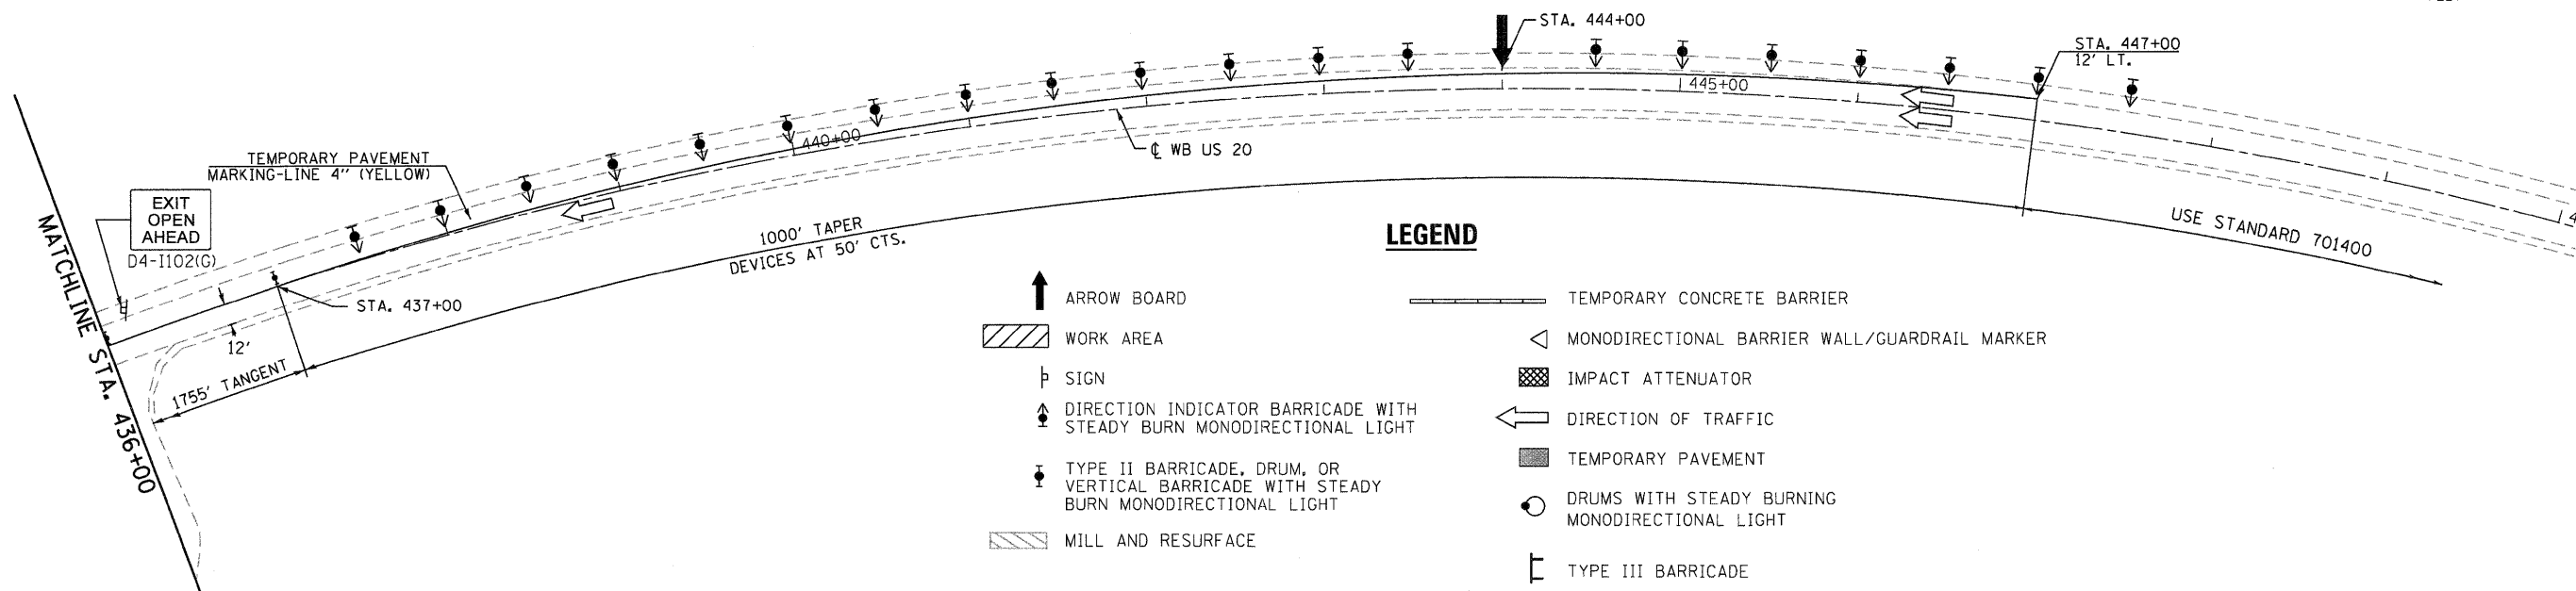 STA. 444+00
STA. 447+00
12' LT.
445+00
440+00
℄ WB US 20
TEMPORARY PAVEMENT
MARKING-LINE 4" (YELLOW)
EXIT
OPEN
AHEAD
D4-I102(G)
MATCHLINE STA. 436+00
STA. 437+00
12'
1755' TANGENT
1000' TAPER
DEVICES AT 50' CTS.
USE STANDARD 701400
LEGEND
ARROW BOARD
WORK AREA
SIGN
DIRECTION INDICATOR BARRICADE WITH
STEADY BURN MONODIRECTIONAL LIGHT
TYPE II BARRICADE, DRUM, OR
VERTICAL BARRICADE WITH STEADY
BURN MONODIRECTIONAL LIGHT
MILL AND RESURFACE
TEMPORARY CONCRETE BARRIER
MONODIRECTIONAL BARRIER WALL/GUARDRAIL MARKER
IMPACT ATTENUATOR
DIRECTION OF TRAFFIC
TEMPORARY PAVEMENT
DRUMS WITH STEADY BURNING
MONODIRECTIONAL LIGHT
TYPE III BARRICADE